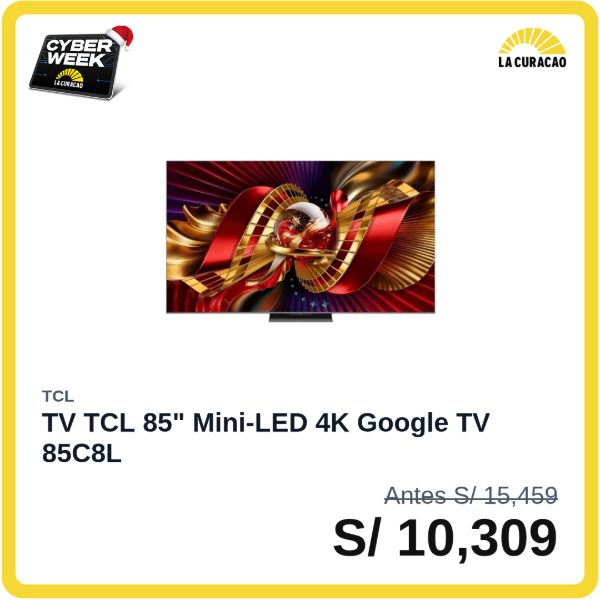 CYBER
WEEK
LA CURACAO
LA CURACAO
TCL
TV TCL 85" Mini-LED 4K Google TV
85C8L
Antes S/ 15,459
S/ 10,309